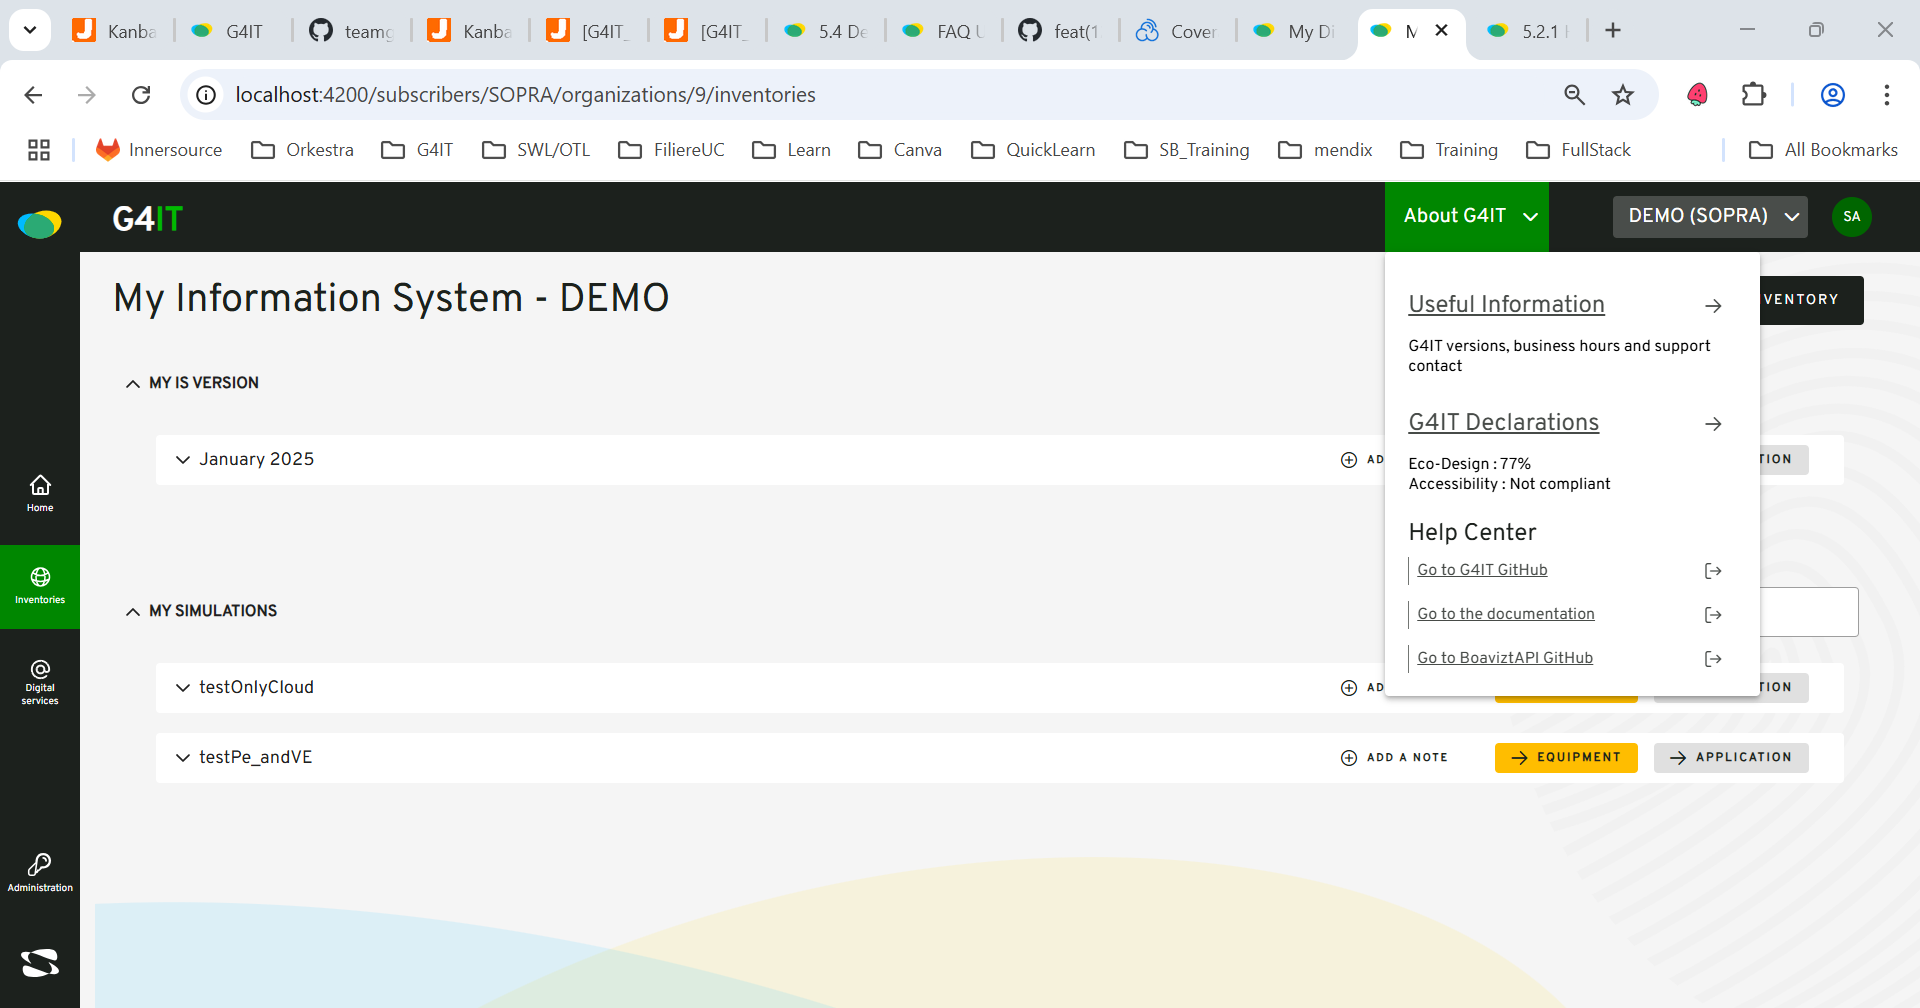 Kanba
G4IT
teamg
Kanba
[G4IT_
[G4IT_
5.4 De
FAQ U
feat(1
Cover
My Di
M
5.2.1
localhost:4200/subscribers/SOPRA/organizations/9/inventories
Innersource
Orkestra
G4IT
SWL/OTL
FiliereUC
Learn
Canva
QuickLearn
SB_Training
mendix
Training
FullStack
All Bookmarks
G4IT
About G4IT
DEMO (SOPRA)
SA
My Information System - DEMO
VENTORY
Useful Information
G4IT versions, business hours and support
contact
G4IT Declarations
Eco-Design : 77%
Accessibility : Not compliant
Help Center
Go to G4IT GitHub
Go to the documentation
Go to BoaviztAPI GitHub
MY IS VERSION
January 2025
AD
TION
MY SIMULATIONS
testOnlyCloud
AD
TION
testPe_andVE
ADD A NOTE
EQUIPMENT
APPLICATION
Home
Inventories
Digital
services
Administration